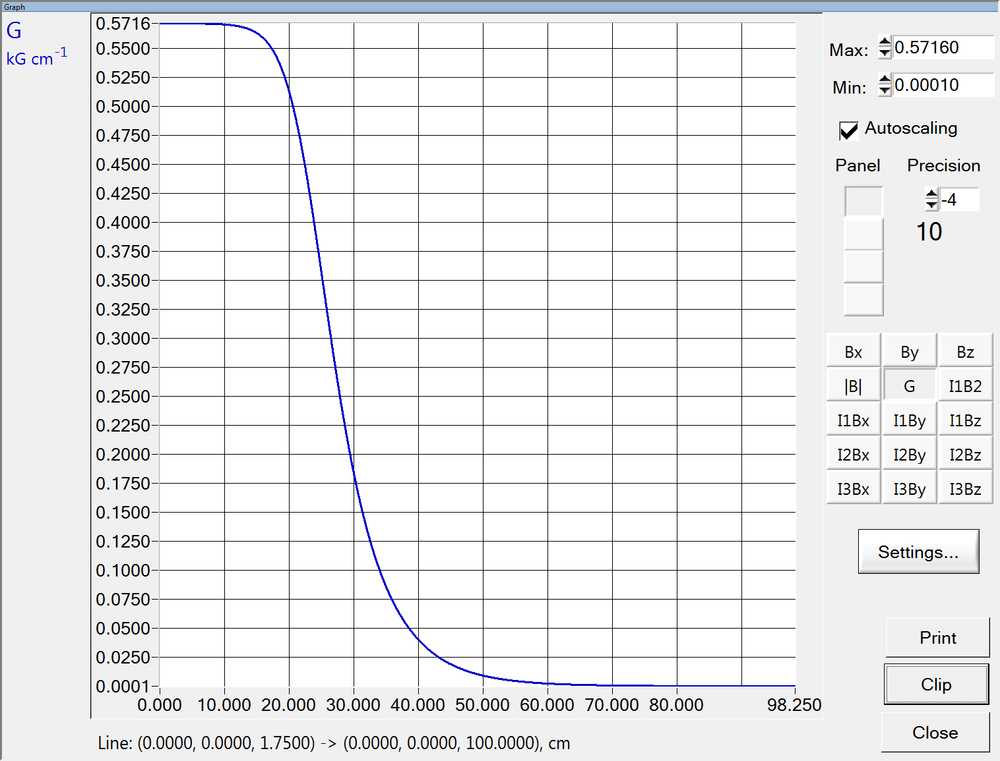 Graph
G
kG cm-1
0.5716
0.5500
0.5250
0.5000
0.4750
0.4500
0.4250
0.4000
0.3750
0.3500
0.3250
0.3000
0.2750
0.2500
0.2250
0.2000
0.1750
0.1500
0.1250
0.1000
0.0750
0.0500
0.0250
0.0001
0.000 10.000 20.000 30.000 40.000 50.000 60.000 70.000 80.000 98.250
Line: (0.0000, 0.0000, 1.7500) -> (0.0000, 0.0000, 100.0000), cm
Max: 0.57160
Min: 0.00010
Autoscaling
Panel Precision
-4
10
Bx By Bz
|B| G I1B2
I1Bx I1By I1Bz
I2Bx I2By I2Bz
I3Bx I3By I3Bz
Settings...
Print
Clip
Close